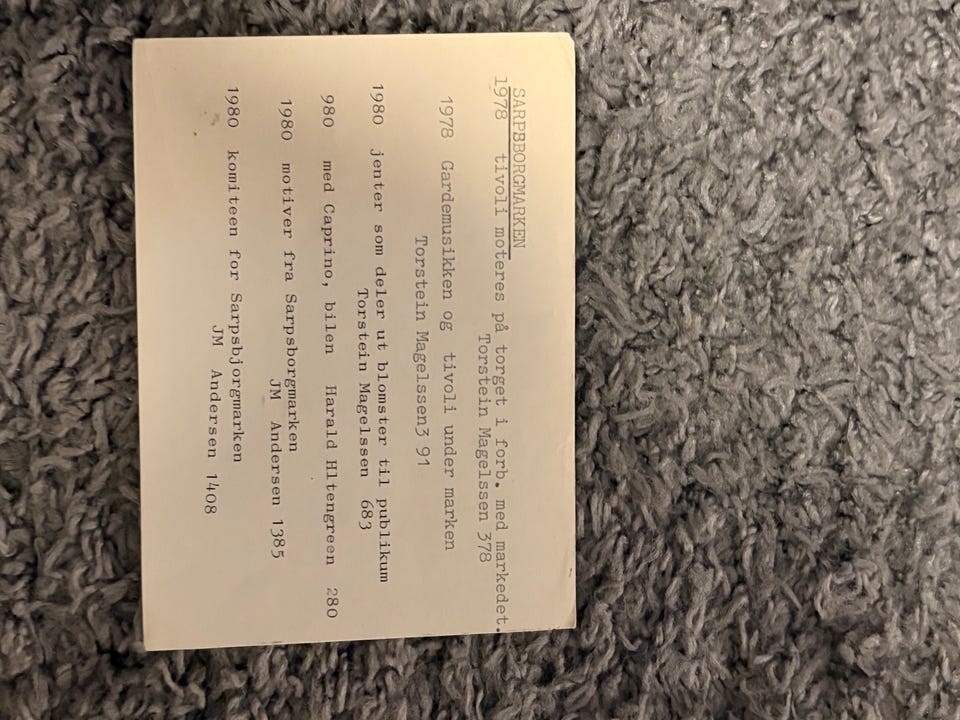 SARPBBORGMARKEN
1978 tivoli moteres på torget i forb. med markedet.
Torstein Magelssen 378
1978 Gardemusikken og tivoli under marken
Torstein Magelssen3 91
1980 jenter som deler ut blomster til publikum
Torstein Magelssen 683
980 med Caprino, bilen Harald Hltengreen 280
1980 motiver fra Sarpsborgmarken
JM Andersen 1385
1980 komiteen for Sarpsbjorgmarken
JM Andersen 1408